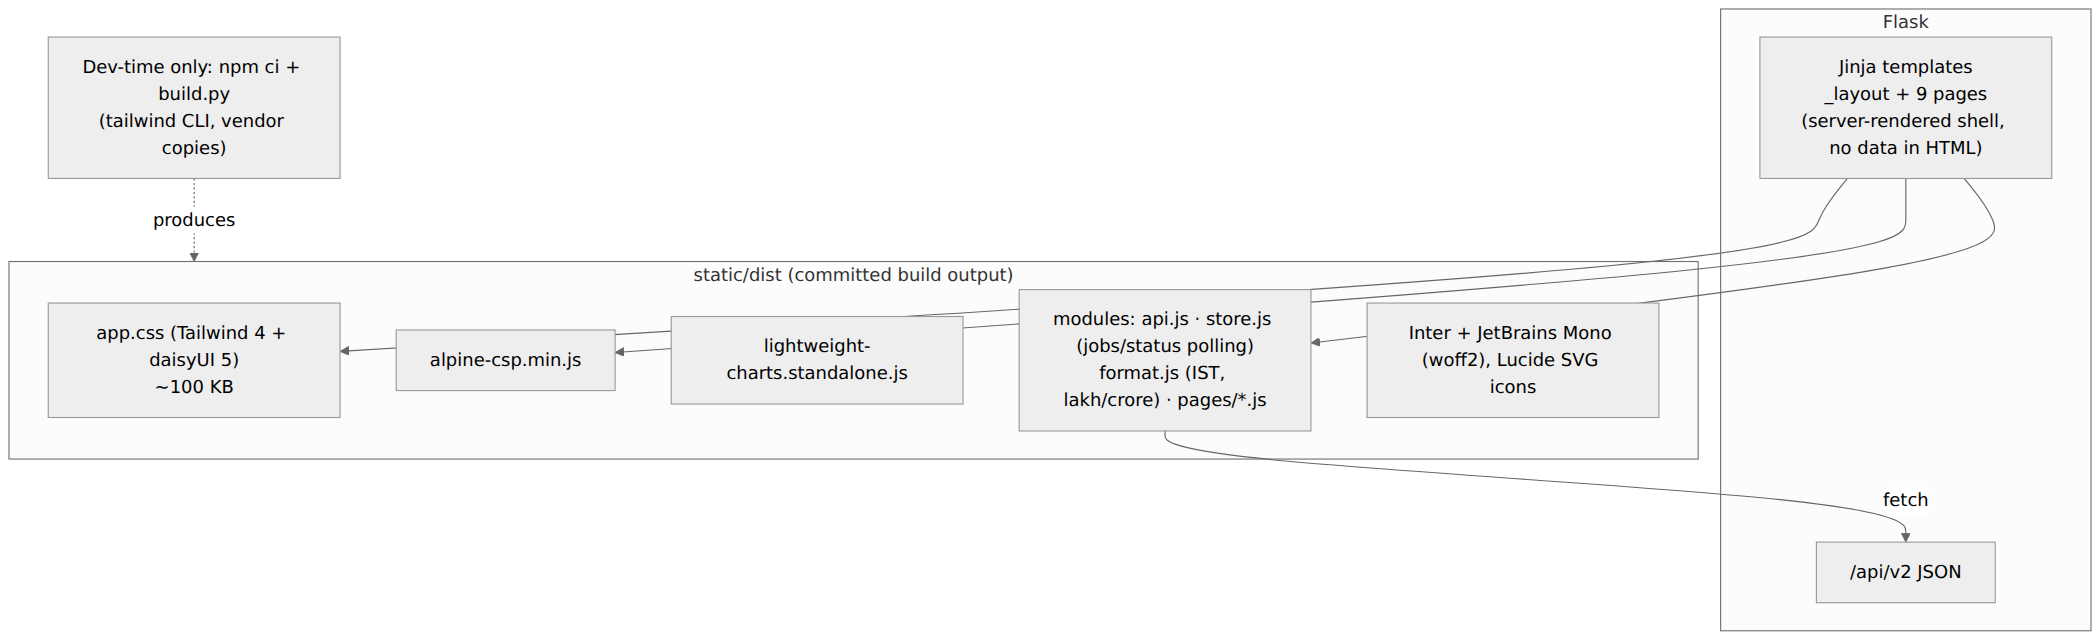 Flask
Dev-time only: npm ci +
build.py
(tailwind CLI, vendor
copies)
Jinja templates
_layout + 9 pages
(server-rendered shell,
no data in HTML)
produces
static/dist (committed build output)
app.css (Tailwind 4 +
daisyUI 5)
~100 KB
alpine-csp.min.js
lightweight-
charts.standalone.js
modules: api.js · store.js
(jobs/status polling)
format.js (IST,
lakh/crore) · pages/*.js
Inter + JetBrains Mono
(woff2), Lucide SVG
icons
fetch
/api/v2 JSON